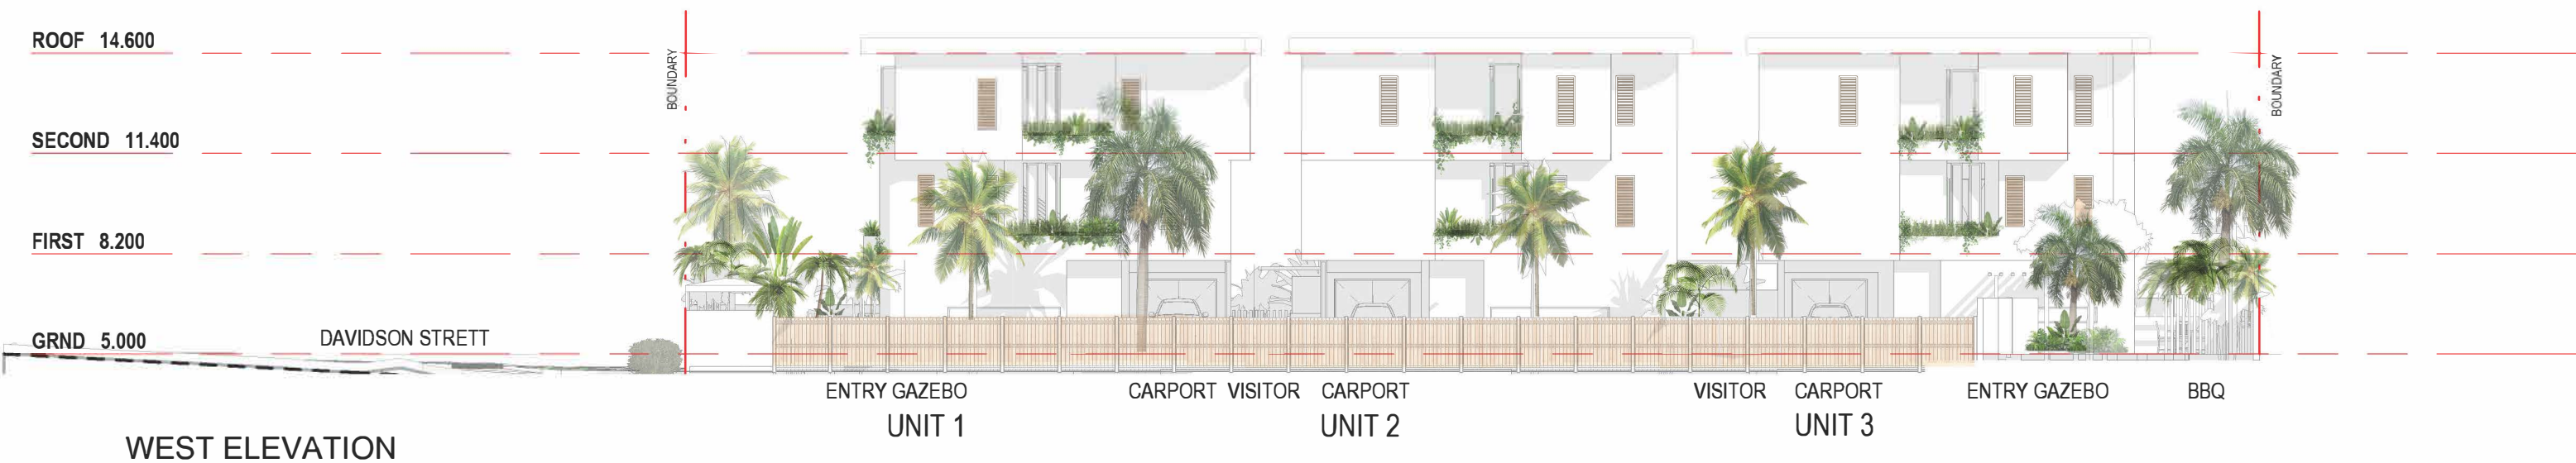 ROOF 14.600
BOUNDARY
BOUNDARY
SECOND 11.400
FIRST 8.200
GRND 5.000
DAVIDSON STRETT
ENTRY GAZEBO
CARPORT
VISITOR
CARPORT
VISITOR
CARPORT
ENTRY GAZEBO
BBQ
UNIT 1
UNIT 2
UNIT 3
WEST ELEVATION